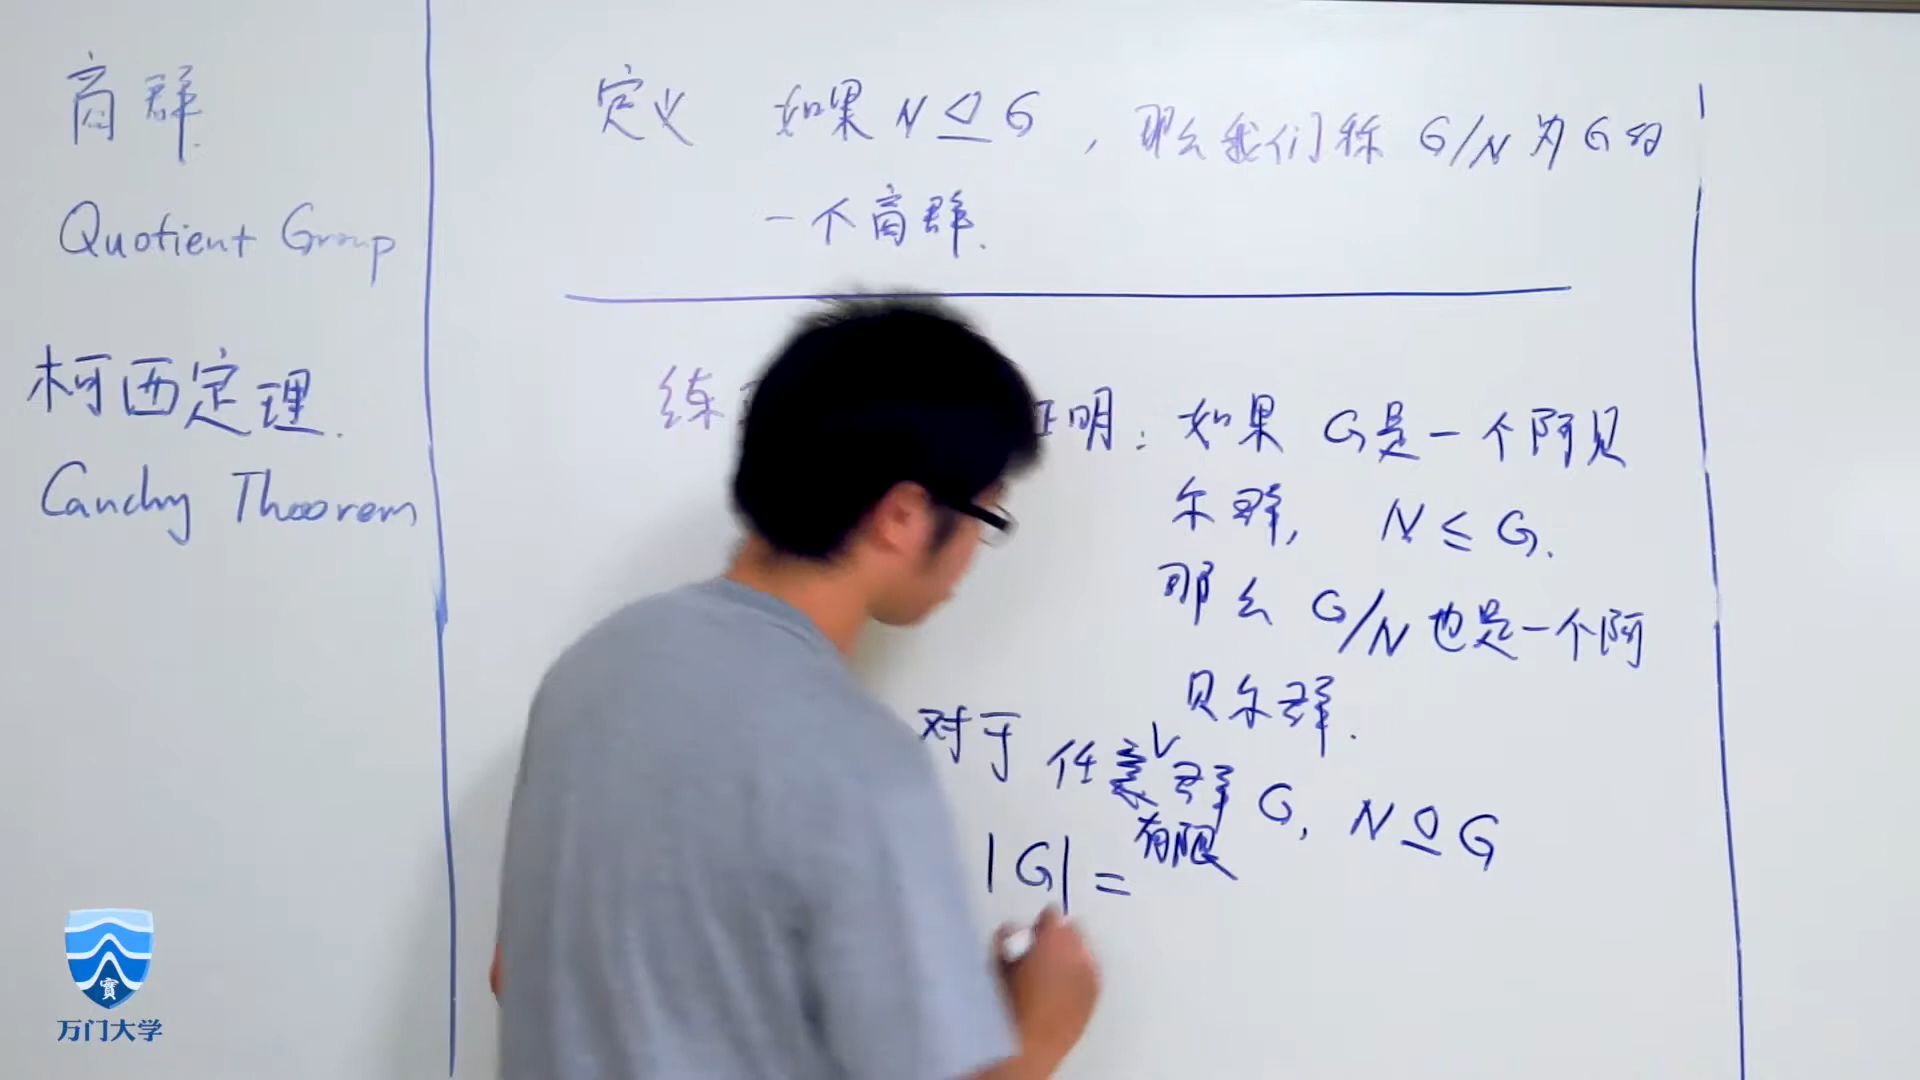 商群.
Quotient Group
柯西定理.
Cauchy Theorem
定义 如果 N ⊴ G , 那么我们称 G/N 为 G 的
一个商群.
练 证明: 如果 G是一个阿贝
尔群, N ≤ G.
那么 G/N 也是一个阿
贝尔群.
对于 任意群 G, N ⊴ G
有限
|G| =
實
万门大学